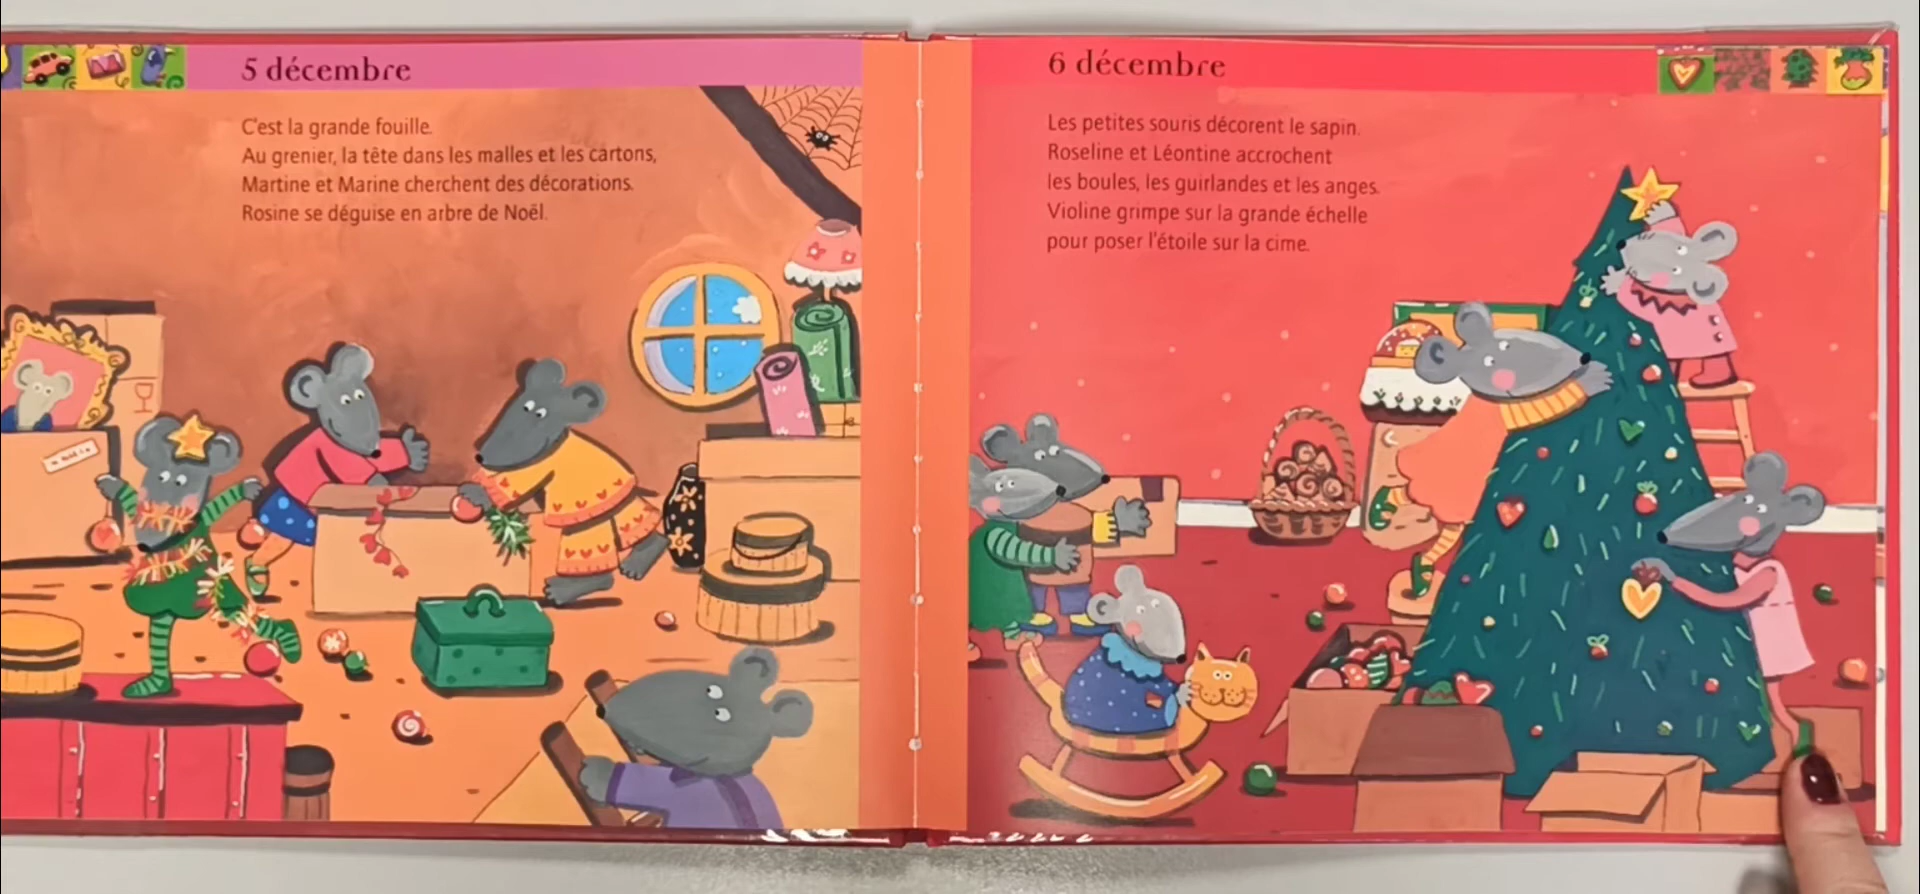 5 décembre
C'est la grande fouille.
Au grenier, la tête dans les malles et les cartons,
Martine et Marine cherchent des décorations.
Rosine se déguise en arbre de Noël.
6 décembre
Les petites souris décorent le sapin.
Roseline et Léontine accrochent
les boules, les guirlandes et les anges.
Violine grimpe sur la grande échelle
pour poser l'étoile sur la cime.